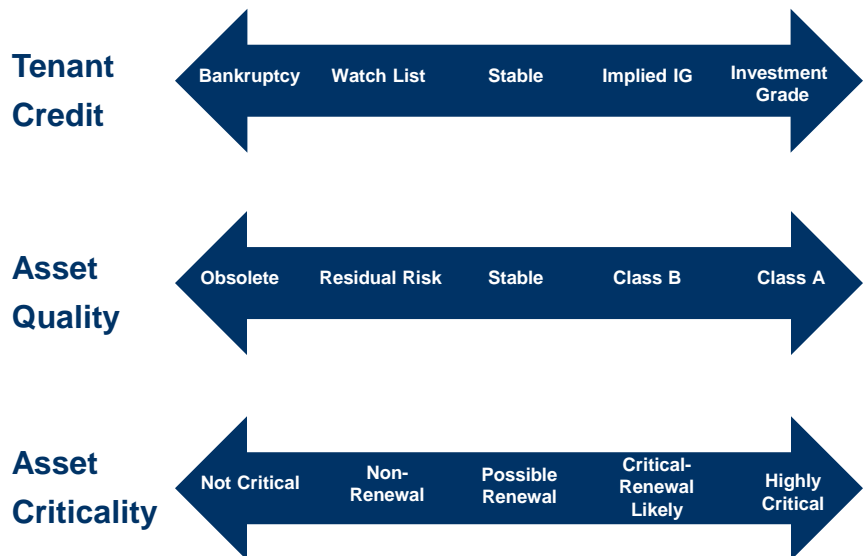 Tenant
Credit
Bankruptcy
Watch List
Stable
Implied IG
Investment
Grade
Asset
Quality
Obsolete
Residual Risk
Stable
Class B
Class A
Asset
Criticality
Not Critical
Non-
Renewal
Possible
Renewal
Critical-
Renewal
Likely
Highly
Critical